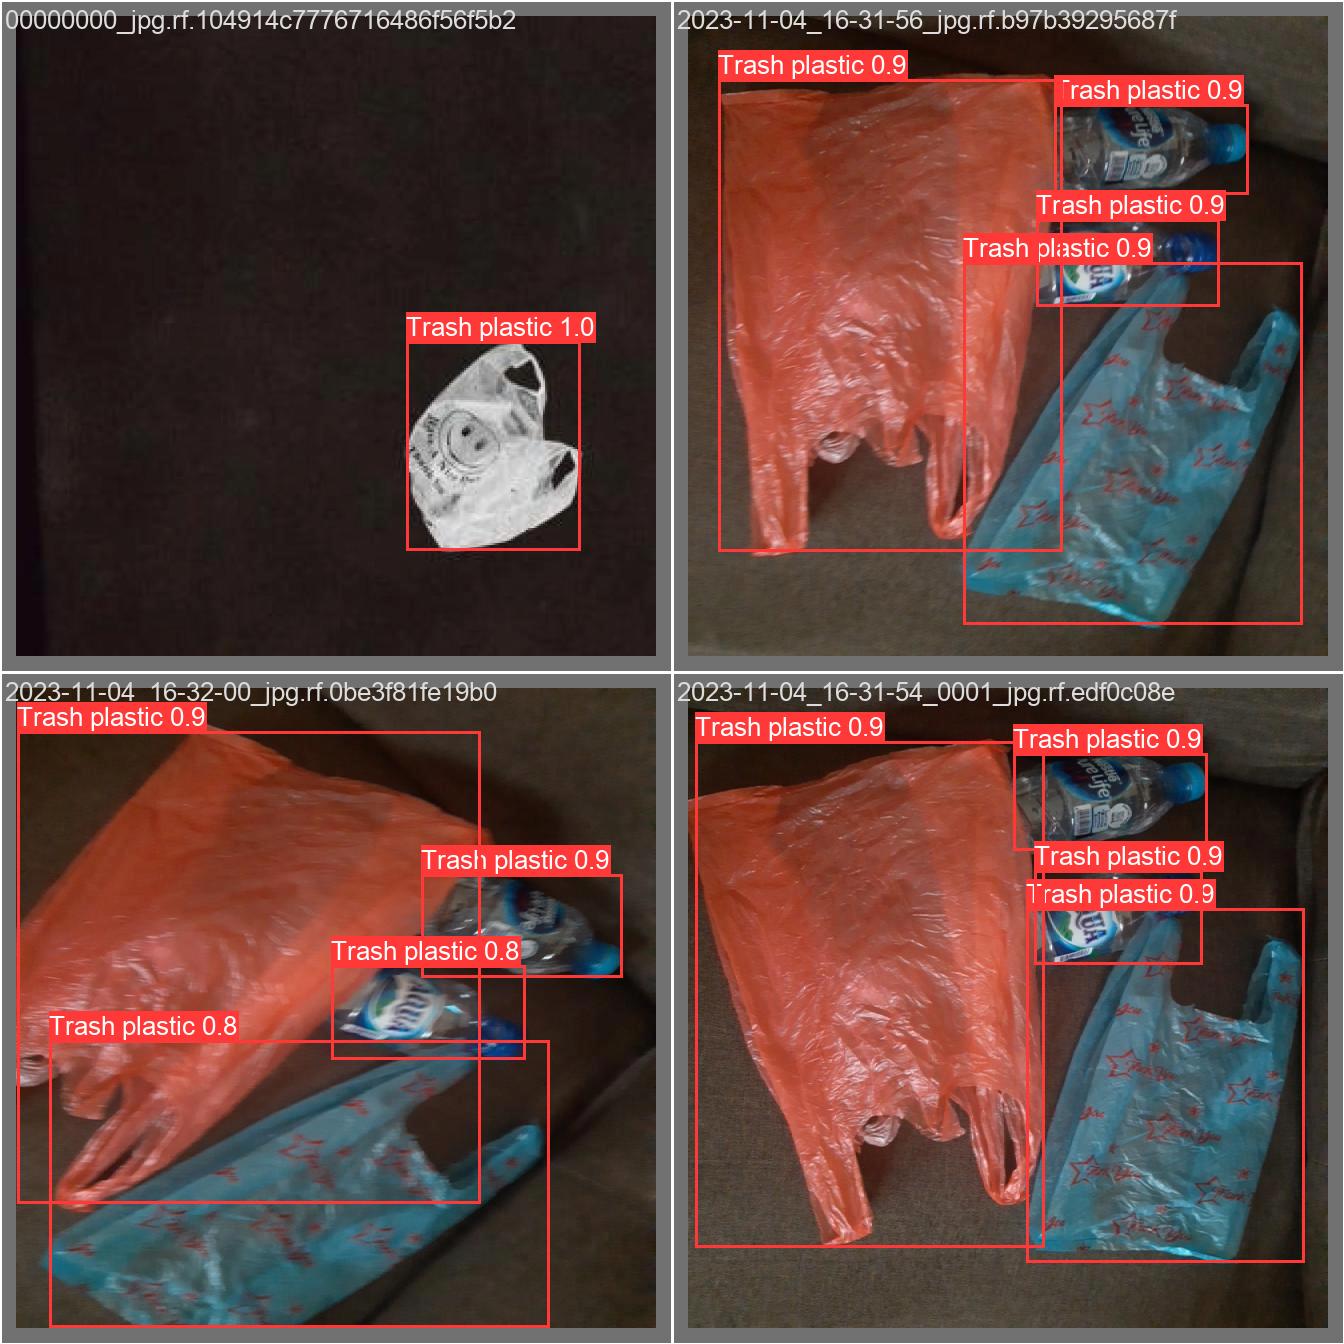 00000000_jpg.rf.104914c7776716486f56f5b2
Trash plastic 1.0
2023-11-04_16-31-56_jpg.rf.b97b39295687f
Trash plastic 0.9
Trash plastic 0.9
Trash plastic 0.9
Trash plastic 0.9
2023-11-04_16-32-00_jpg.rf.0be3f81fe19b0
Trash plastic 0.9
Trash plastic 0.9
Trash plastic 0.8
AQUA
Trash plastic 0.8
2023-11-04_16-31-54_0001_jpg.rf.edf0c08e
Trash plastic 0.9
Trash plastic 0.9
Trash plastic 0.9
Trash plastic 0.9